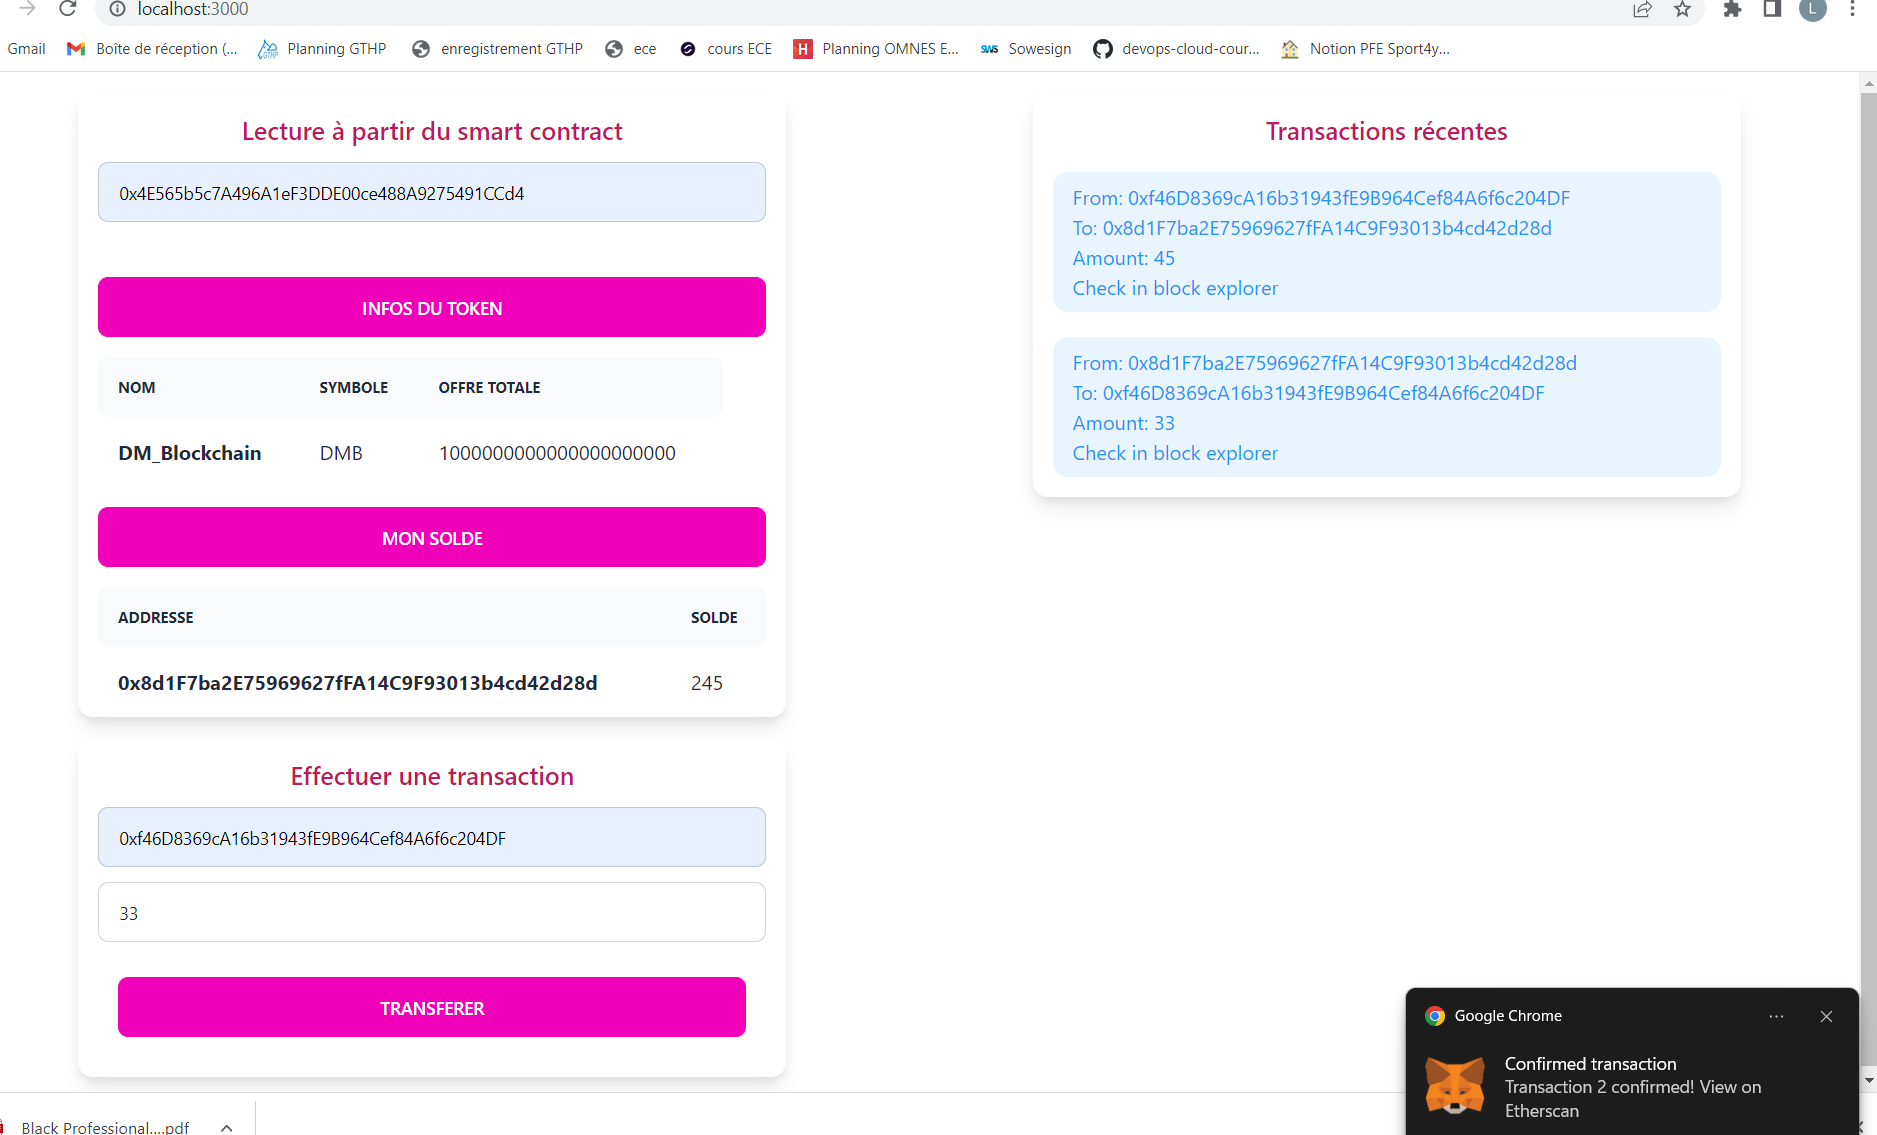 localhost:3000
L
Gmail
Boîte de réception (...
Planning GTHP
enregistrement GTHP
ece
cours ECE
H
Planning OMNES E...
SWS
Sowesign
devops-cloud-cour...
Notion PFE Sport4y...
Lecture à partir du smart contract
0x4E565b5c7A496A1eF3DDE00ce488A9275491CCd4
INFOS DU TOKEN
NOM SYMBOLE OFFRE TOTALE
DM_Blockchain DMB 1000000000000000000000
MON SOLDE
ADDRESSE SOLDE
0x8d1F7ba2E75969627fFA14C9F93013b4cd42d28d 245
Effectuer une transaction
0xf46D8369cA16b31943fE9B964Cef84A6f6c204DF
33
TRANSFERER
Transactions récentes
From: 0xf46D8369cA16b31943fE9B964Cef84A6f6c204DF
To: 0x8d1F7ba2E75969627fFA14C9F93013b4cd42d28d
Amount: 45
Check in block explorer
From: 0x8d1F7ba2E75969627fFA14C9F93013b4cd42d28d
To: 0xf46D8369cA16b31943fE9B964Cef84A6f6c204DF
Amount: 33
Check in block explorer
Google Chrome
Confirmed transaction
Transaction 2 confirmed! View on
Etherscan
Black Professional....pdf